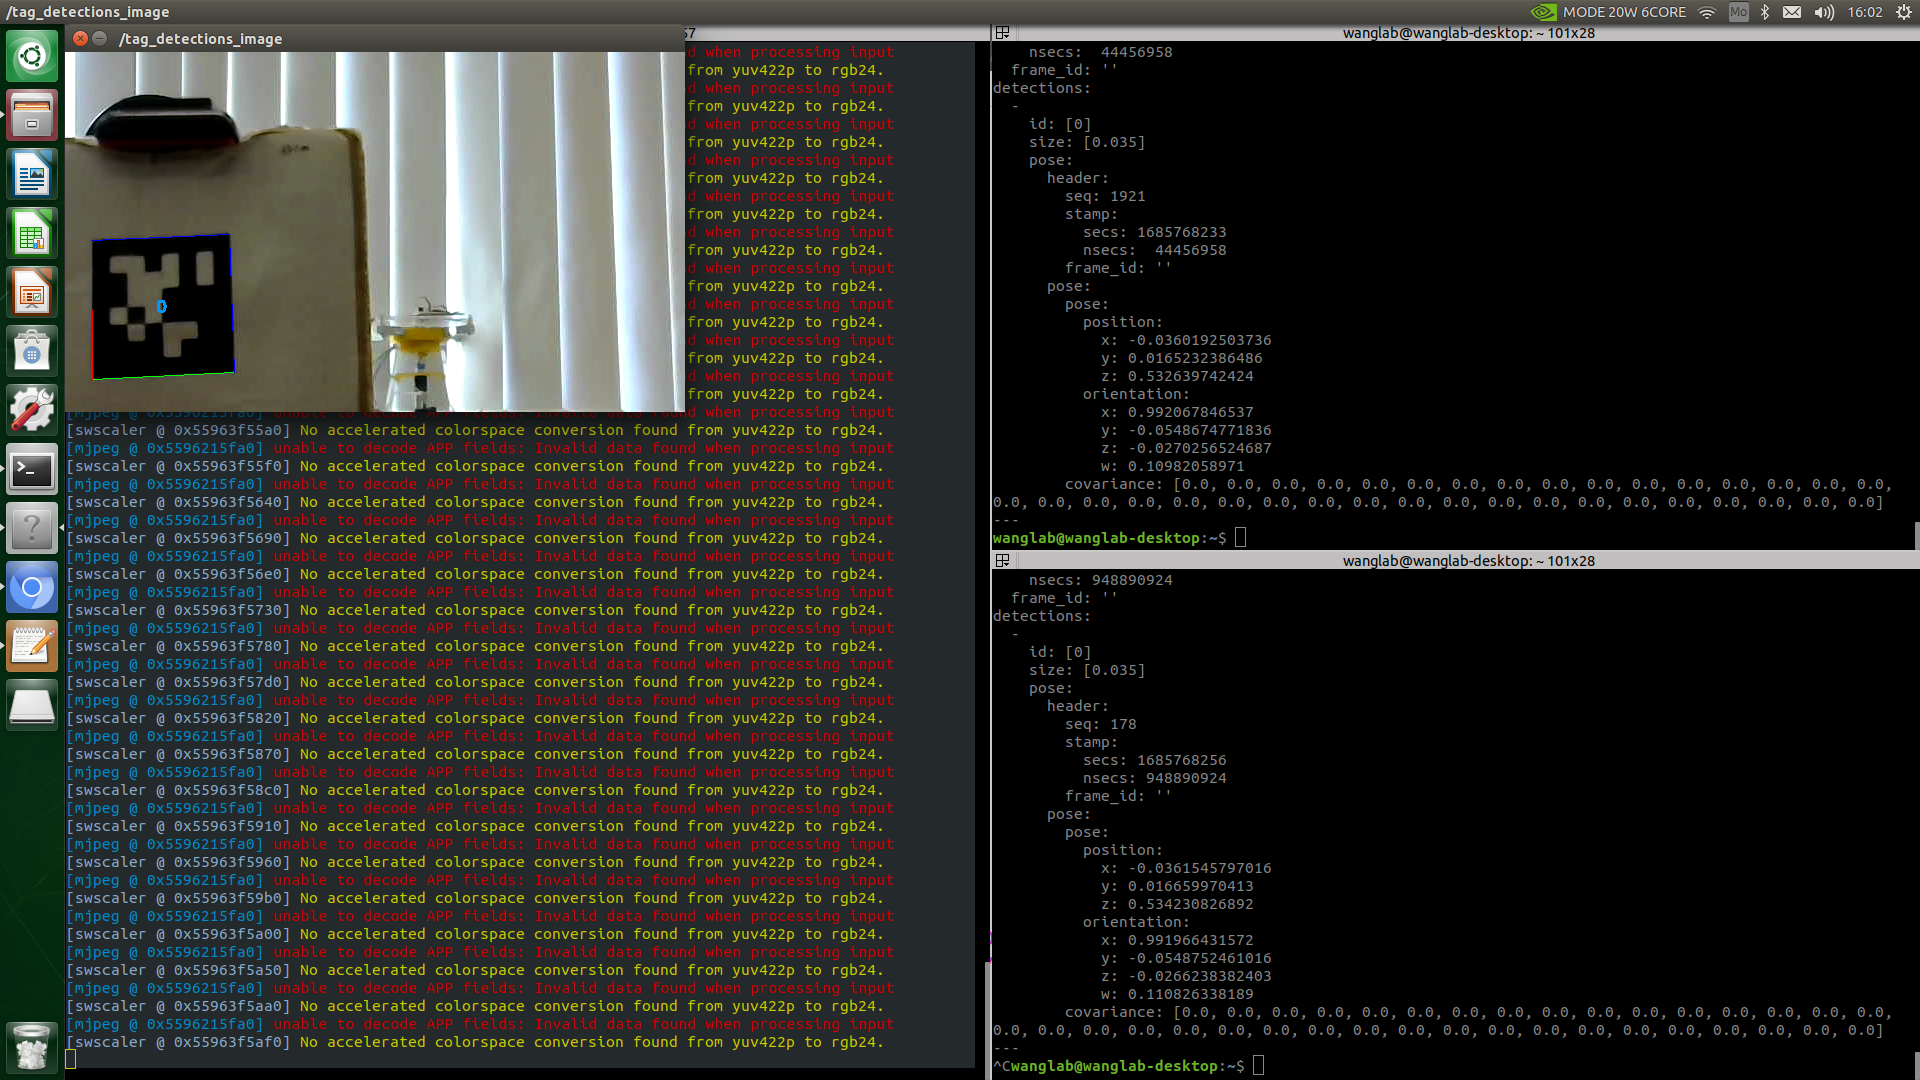 /tag_detections_image
MODE 20W 6CORE
Mo
16:02
/tag_detections_image
57
d when processing input
from yuv422p to rgb24.
d when processing input
from yuv422p to rgb24.
d when processing input
from yuv422p to rgb24.
d when processing input
from yuv422p to rgb24.
d when processing input
from yuv422p to rgb24.
d when processing input
from yuv422p to rgb24.
d when processing input
from yuv422p to rgb24.
d when processing input
from yuv422p to rgb24.
d when processing input
from yuv422p to rgb24.
d when processing input
from yuv422p to rgb24.
0
[mjpeg @ 0x5596215fa0] unable to decode APP fields: Invalid data found when processing input
[swscaler @ 0x55963f55a0] No accelerated colorspace conversion found from yuv422p to rgb24.
[mjpeg @ 0x5596215fa0] unable to decode APP fields: Invalid data found when processing input
[swscaler @ 0x55963f55f0] No accelerated colorspace conversion found from yuv422p to rgb24.
[mjpeg @ 0x5596215fa0] unable to decode APP fields: Invalid data found when processing input
[swscaler @ 0x55963f5640] No accelerated colorspace conversion found from yuv422p to rgb24.
[mjpeg @ 0x5596215fa0] unable to decode APP fields: Invalid data found when processing input
[swscaler @ 0x55963f5690] No accelerated colorspace conversion found from yuv422p to rgb24.
[mjpeg @ 0x5596215fa0] unable to decode APP fields: Invalid data found when processing input
[swscaler @ 0x55963f56e0] No accelerated colorspace conversion found from yuv422p to rgb24.
[mjpeg @ 0x5596215fa0] unable to decode APP fields: Invalid data found when processing input
[swscaler @ 0x55963f5730] No accelerated colorspace conversion found from yuv422p to rgb24.
[mjpeg @ 0x5596215fa0] unable to decode APP fields: Invalid data found when processing input
[swscaler @ 0x55963f5780] No accelerated colorspace conversion found from yuv422p to rgb24.
[mjpeg @ 0x5596215fa0] unable to decode APP fields: Invalid data found when processing input
[swscaler @ 0x55963f57d0] No accelerated colorspace conversion found from yuv422p to rgb24.
[mjpeg @ 0x5596215fa0] unable to decode APP fields: Invalid data found when processing input
[swscaler @ 0x55963f5820] No accelerated colorspace conversion found from yuv422p to rgb24.
[mjpeg @ 0x5596215fa0] unable to decode APP fields: Invalid data found when processing input
[swscaler @ 0x55963f5870] No accelerated colorspace conversion found from yuv422p to rgb24.
[mjpeg @ 0x5596215fa0] unable to decode APP fields: Invalid data found when processing input
[swscaler @ 0x55963f58c0] No accelerated colorspace conversion found from yuv422p to rgb24.
[mjpeg @ 0x5596215fa0] unable to decode APP fields: Invalid data found when processing input
[swscaler @ 0x55963f5910] No accelerated colorspace conversion found from yuv422p to rgb24.
[mjpeg @ 0x5596215fa0] unable to decode APP fields: Invalid data found when processing input
[swscaler @ 0x55963f5960] No accelerated colorspace conversion found from yuv422p to rgb24.
[mjpeg @ 0x5596215fa0] unable to decode APP fields: Invalid data found when processing input
[swscaler @ 0x55963f59b0] No accelerated colorspace conversion found from yuv422p to rgb24.
[mjpeg @ 0x5596215fa0] unable to decode APP fields: Invalid data found when processing input
[swscaler @ 0x55963f5a00] No accelerated colorspace conversion found from yuv422p to rgb24.
[mjpeg @ 0x5596215fa0] unable to decode APP fields: Invalid data found when processing input
[swscaler @ 0x55963f5a50] No accelerated colorspace conversion found from yuv422p to rgb24.
[mjpeg @ 0x5596215fa0] unable to decode APP fields: Invalid data found when processing input
[swscaler @ 0x55963f5aa0] No accelerated colorspace conversion found from yuv422p to rgb24.
[mjpeg @ 0x5596215fa0] unable to decode APP fields: Invalid data found when processing input
[swscaler @ 0x55963f5af0] No accelerated colorspace conversion found from yuv422p to rgb24.
wanglab@wanglab-desktop: ~ 101x28
nsecs:  44456958
frame_id: ''
detections:
-
id: [0]
size: [0.035]
pose:
header:
seq: 1921
stamp:
secs: 1685768233
nsecs:  44456958
frame_id: ''
pose:
pose:
position:
x: -0.0360192503736
y: 0.0165232386486
z: 0.532639742424
orientation:
x: 0.992067846537
y: -0.0548674771836
z: -0.0270256524687
w: 0.10982058971
covariance: [0.0, 0.0, 0.0, 0.0, 0.0, 0.0, 0.0, 0.0, 0.0, 0.0, 0.0, 0.0, 0.0, 0.0, 0.0, 0.0,
0.0, 0.0, 0.0, 0.0, 0.0, 0.0, 0.0, 0.0, 0.0, 0.0, 0.0, 0.0, 0.0, 0.0, 0.0, 0.0, 0.0, 0.0, 0.0, 0.0]
---
wanglab@wanglab-desktop:~$
wanglab@wanglab-desktop: ~ 101x28
nsecs: 948890924
frame_id: ''
detections:
-
id: [0]
size: [0.035]
pose:
header:
seq: 178
stamp:
secs: 1685768256
nsecs: 948890924
frame_id: ''
pose:
pose:
position:
x: -0.0361545797016
y: 0.016659970413
z: 0.534230826892
orientation:
x: 0.991966431572
y: -0.0548752461016
z: -0.0266238382403
w: 0.110826338189
covariance: [0.0, 0.0, 0.0, 0.0, 0.0, 0.0, 0.0, 0.0, 0.0, 0.0, 0.0, 0.0, 0.0, 0.0, 0.0, 0.0,
0.0, 0.0, 0.0, 0.0, 0.0, 0.0, 0.0, 0.0, 0.0, 0.0, 0.0, 0.0, 0.0, 0.0, 0.0, 0.0, 0.0, 0.0, 0.0, 0.0]
---
^Cwanglab@wanglab-desktop:~$